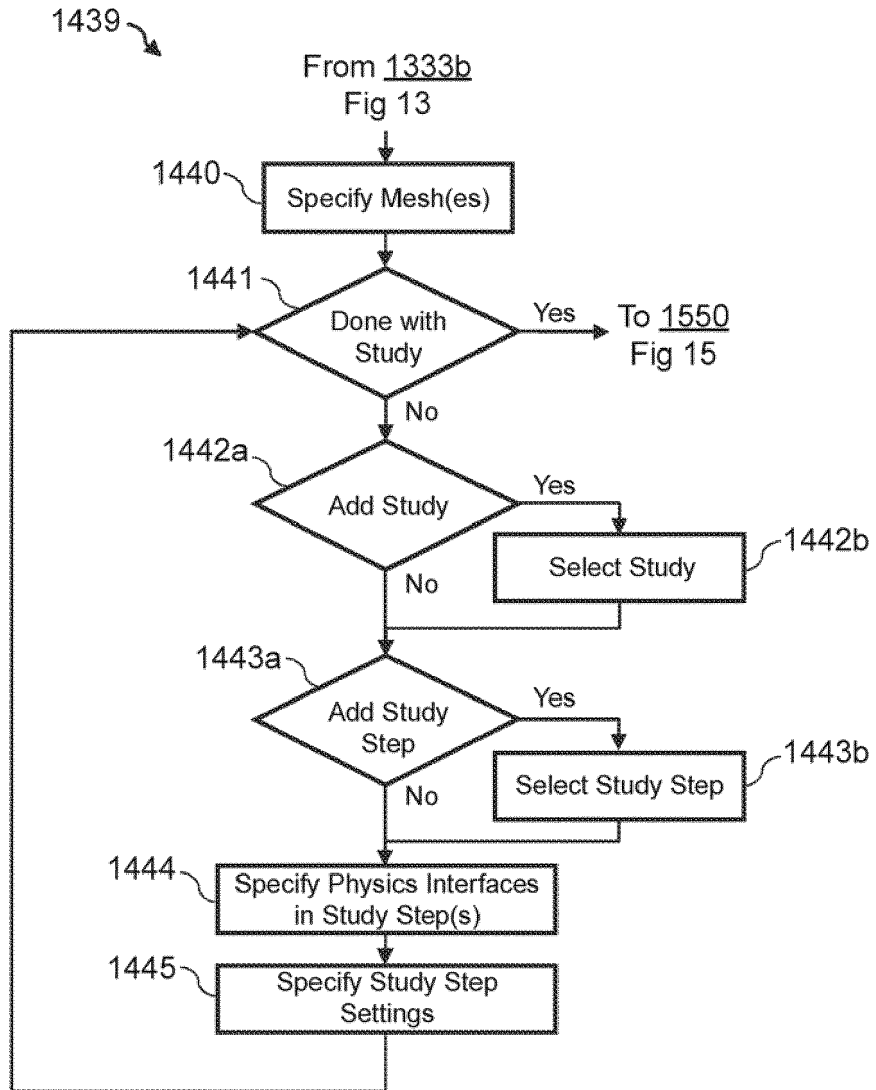 1439
From 1333b
Fig 13
1440
Specify Mesh(es)
1441
Done with
Study
Yes
To 1550
Fig 15
No
1442a
Add Study
Yes
1442b
Select Study
No
1443a
Add Study
Step
Yes
1443b
Select Study Step
No
1444
Specify Physics Interfaces
in Study Step(s)
1445
Specify Study Step
Settings